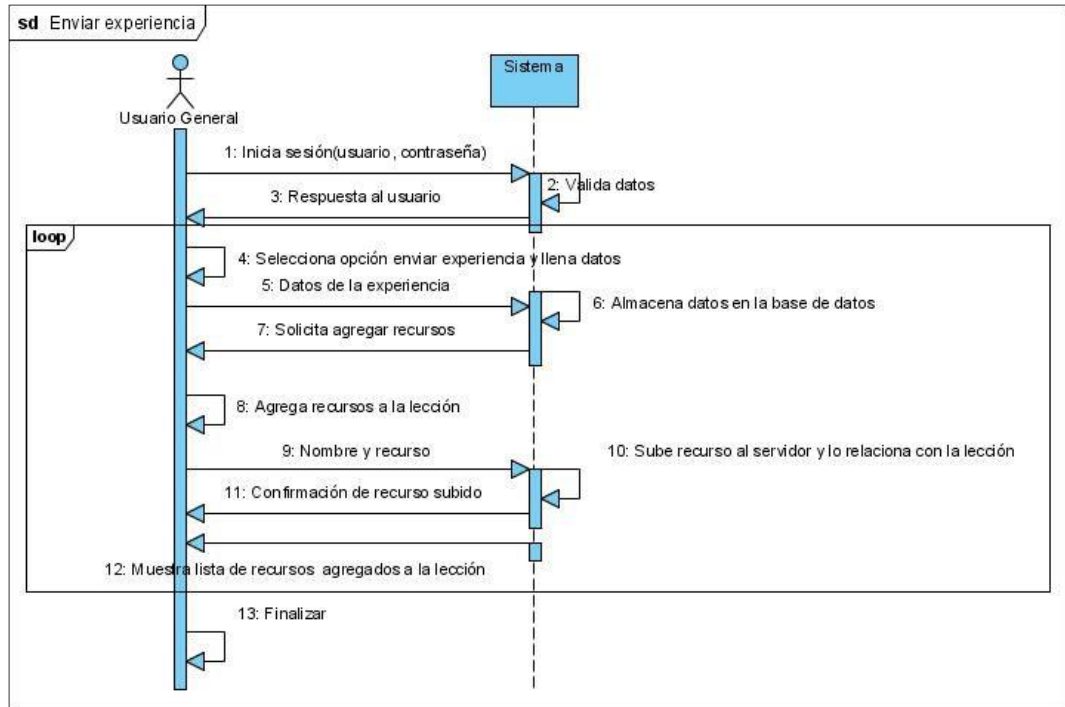 sd Enviar experiencia
Sistema
Usuario General
1: Inicia sesión(usuario, contraseña)
2: Valida datos
3: Respuesta al usuario
loop
4: Selecciona opción enviar experiencia y llena datos
5: Datos de la experiencia
6: Almacena datos en la base de datos
7: Solicita agregar recursos
8: Agrega recursos a la lección
9: Nombre y recurso
10: Sube recurso al servidor y lo relaciona con la lección
11: Confirmación de recurso subido
12: Muestra lista de recursos agregados a la lección
13: Finalizar